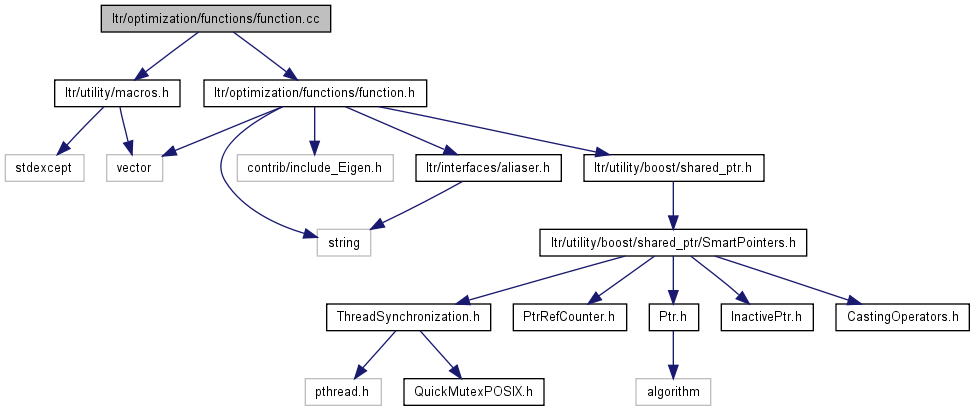 ltr/optimization/functions/function.cc
ltr/utility/macros.h
ltr/optimization/functions/function.h
stdexcept
vector
contrib/include_Eigen.h
ltr/interfaces/aliaser.h
ltr/utility/boost/shared_ptr.h
string
ltr/utility/boost/shared_ptr/SmartPointers.h
ThreadSynchronization.h
PtrRefCounter.h
Ptr.h
InactivePtr.h
CastingOperators.h
pthread.h
QuickMutexPOSIX.h
algorithm